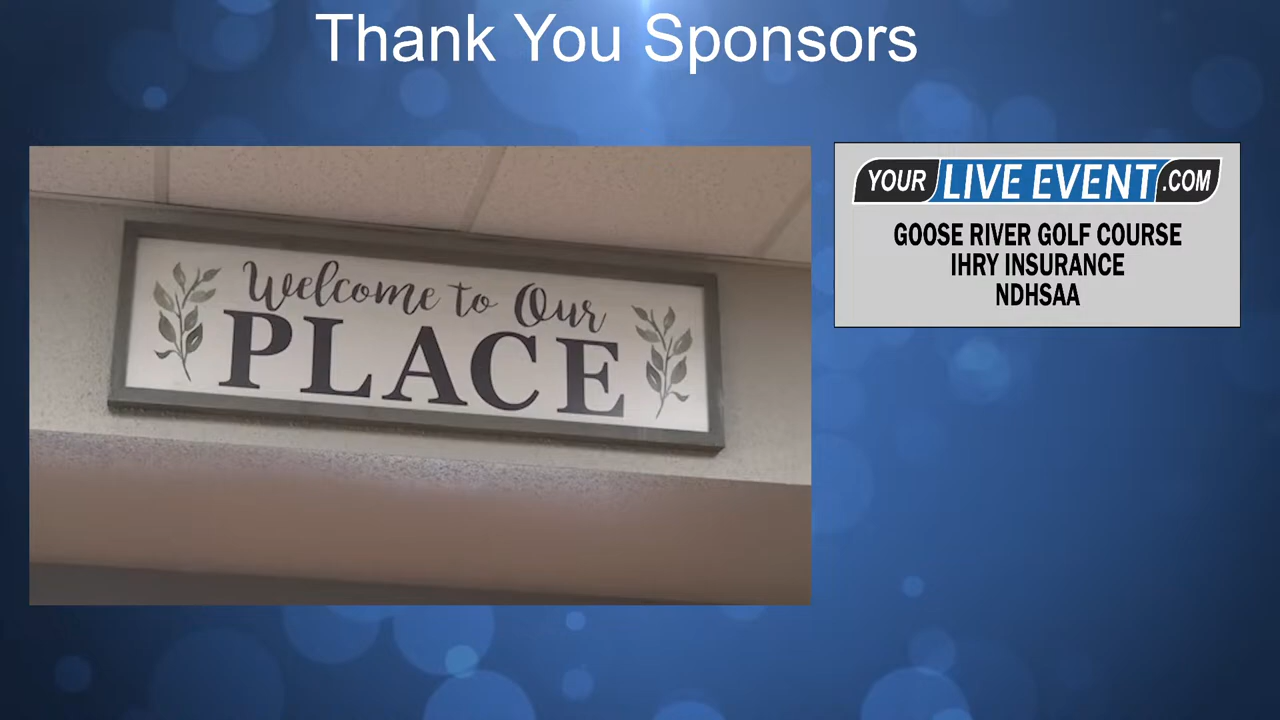 Thank You Sponsors
Welcome to Our
PLACE
YOUR LIVE EVENT.COM
GOOSE RIVER GOLF COURSE
IHRY INSURANCE
NDHSAA